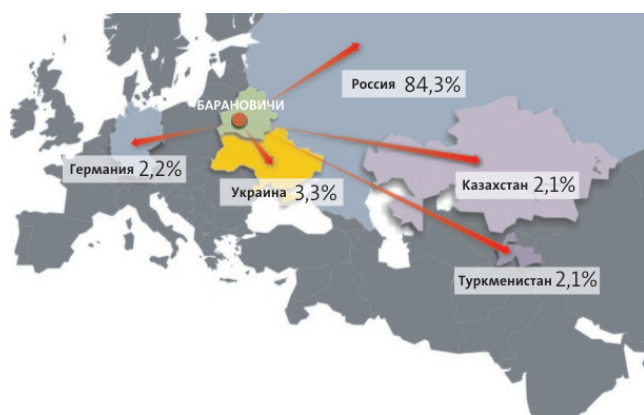 Россия 84,3%
БАРАНОВИЧИ
Германия 2,2%
Украина 3,3%
Казахстан 2,1%
Туркменистан 2,1%